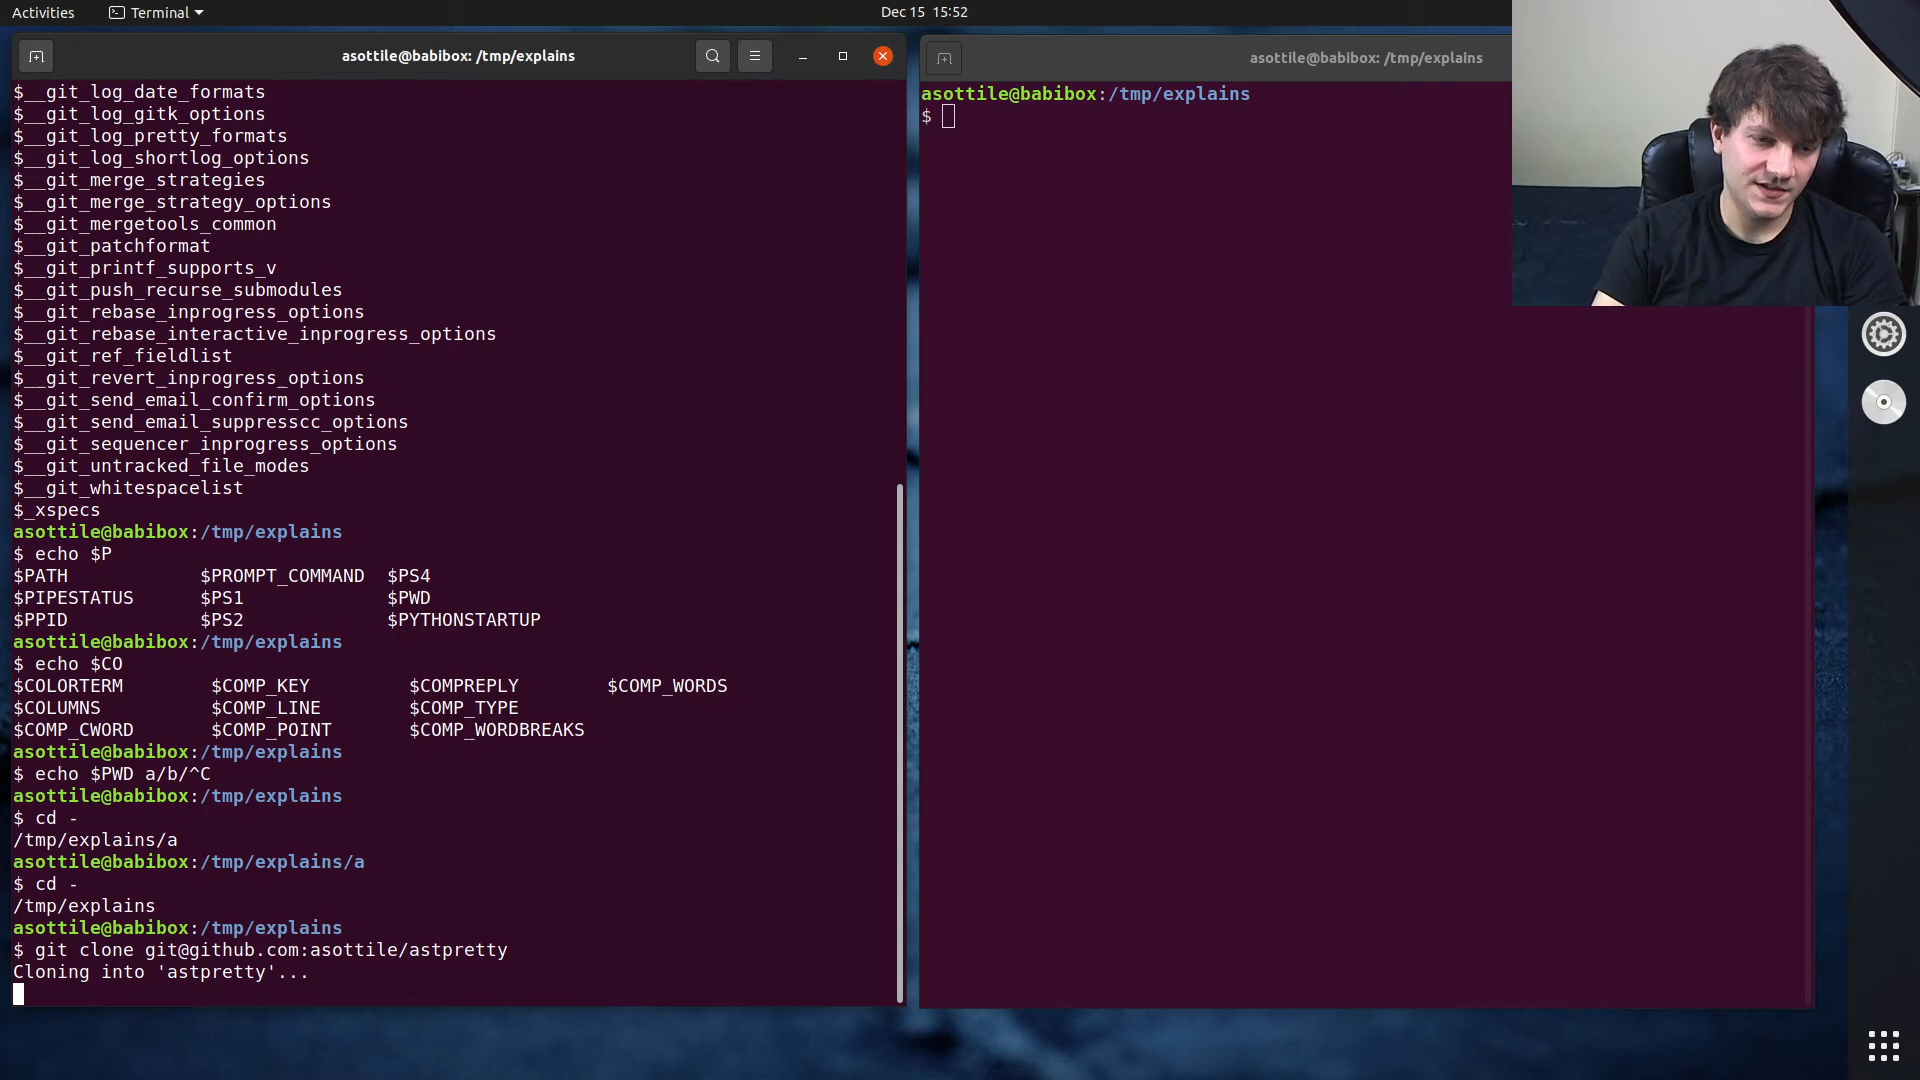 Activities
Terminal
Dec 15 15:52
asottile@babibox: /tmp/explains
$__git_log_date_formats
$__git_log_gitk_options
$__git_log_pretty_formats
$__git_log_shortlog_options
$__git_merge_strategies
$__git_merge_strategy_options
$__git_mergetools_common
$__git_patchformat
$__git_printf_supports_v
$__git_push_recurse_submodules
$__git_rebase_inprogress_options
$__git_rebase_interactive_inprogress_options
$__git_ref_fieldlist
$__git_revert_inprogress_options
$__git_send_email_confirm_options
$__git_send_email_suppresscc_options
$__git_sequencer_inprogress_options
$__git_untracked_file_modes
$__git_whitespacelist
$_xspecs
asottile@babibox:/tmp/explains
$ echo $P
$PATH $PROMPT_COMMAND $PS4
$PIPESTATUS $PS1 $PWD
$PPID $PS2 $PYTHONSTARTUP
asottile@babibox:/tmp/explains
$ echo $CO
$COLORTERM $COMP_KEY $COMPREPLY $COMP_WORDS
$COLUMNS $COMP_LINE $COMP_TYPE
$COMP_CWORD $COMP_POINT $COMP_WORDBREAKS
asottile@babibox:/tmp/explains
$ echo $PWD a/b/^C
asottile@babibox:/tmp/explains
$ cd -
/tmp/explains/a
asottile@babibox:/tmp/explains/a
$ cd -
/tmp/explains
asottile@babibox:/tmp/explains
$ git clone git@github.com:asottile/astpretty
Cloning into 'astpretty'...
asottile@babibox: /tmp/explains
asottile@babibox:/tmp/explains
$